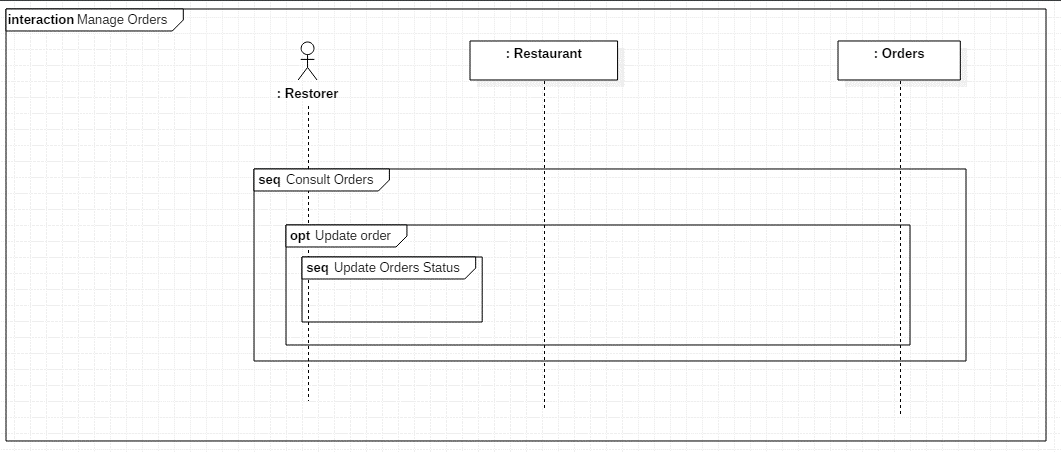 interaction Manage Orders
: Restorer
: Restaurant
: Orders
seq Consult Orders
opt Update order
seq Update Orders Status